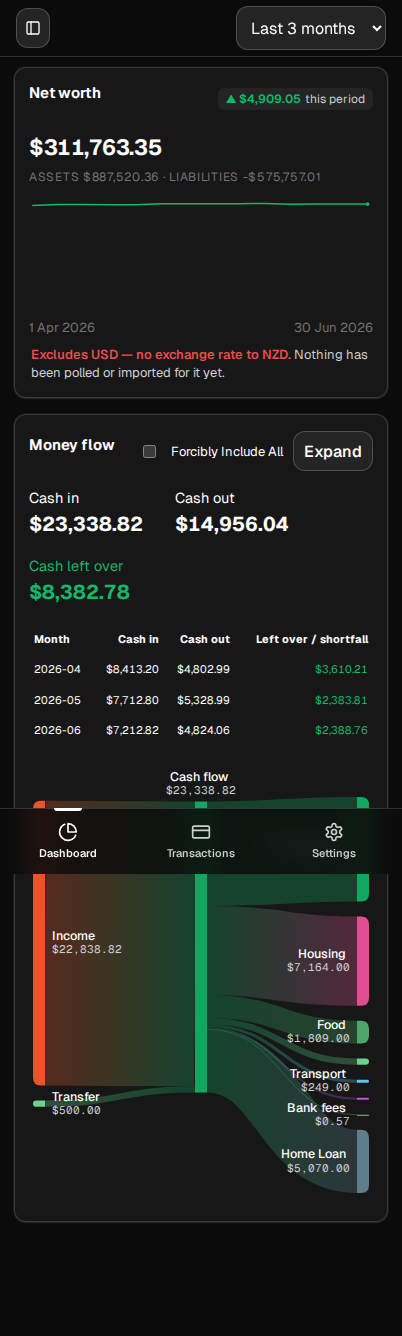 Last 3 months
Net worth
▲ $4,909.05 this period
$311,763.35
ASSETS $887,520.36 · LIABILITIES -$575,757.01
1 Apr 2026
30 Jun 2026
Excludes USD — no exchange rate to NZD. Nothing has
been polled or imported for it yet.
Money flow
Forcibly Include All
Expand
Cash in
Cash out
$23,338.82
$14,956.04
Cash left over
$8,382.78
Month Cash in Cash out Left over / shortfall
2026-04 $8,413.20 $4,802.99 $3,610.21
2026-05 $7,712.80 $5,328.99 $2,383.81
2026-06 $7,212.82 $4,824.06 $2,388.76
Cash flow
$23,338.82
Dashboard
Transactions
Settings
Income
$22,838.82
Housing
$7,164.00
Food
$1,809.00
Transport
$249.00
Transfer
$500.00
Bank fees
$0.57
Home Loan
$5,070.00